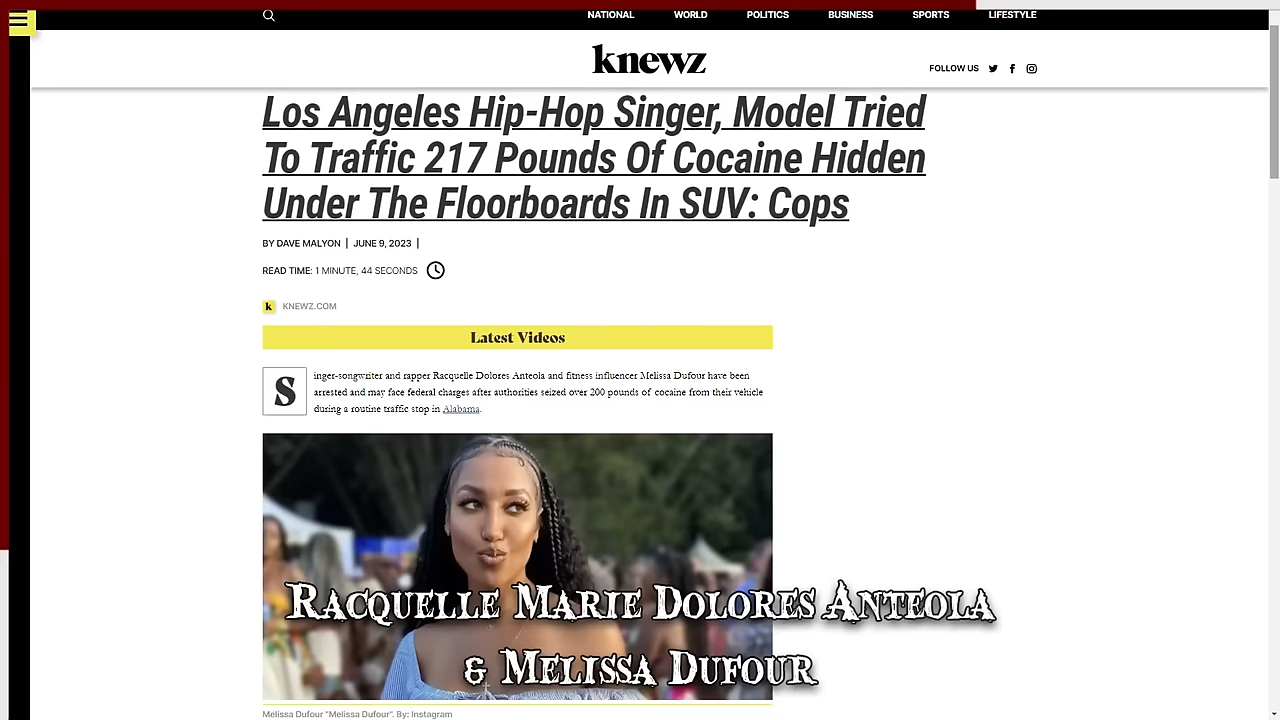 NATIONAL WORLD POLITICS BUSINESS SPORTS LIFESTYLE
knewz
FOLLOW US
Los Angeles Hip-Hop Singer, Model Tried
To Traffic 217 Pounds Of Cocaine Hidden
Under The Floorboards In SUV: Cops
BY DAVE MALYON | JUNE 9, 2023 |
READ TIME: 1 MINUTE, 44 SECONDS
k KNEWZ.COM
Latest Videos
Singer-songwriter and rapper Racquelle Dolores Anteola and fitness influencer Melissa Dufour have been
arrested and may face federal charges after authorities seized over 200 pounds of cocaine from their vehicle
during a routine traffic stop in Alabama.
Racquelle Marie Dolores Anteola
& Melissa Dufour
Melissa Dufour "Melissa Dufour". By: Instagram